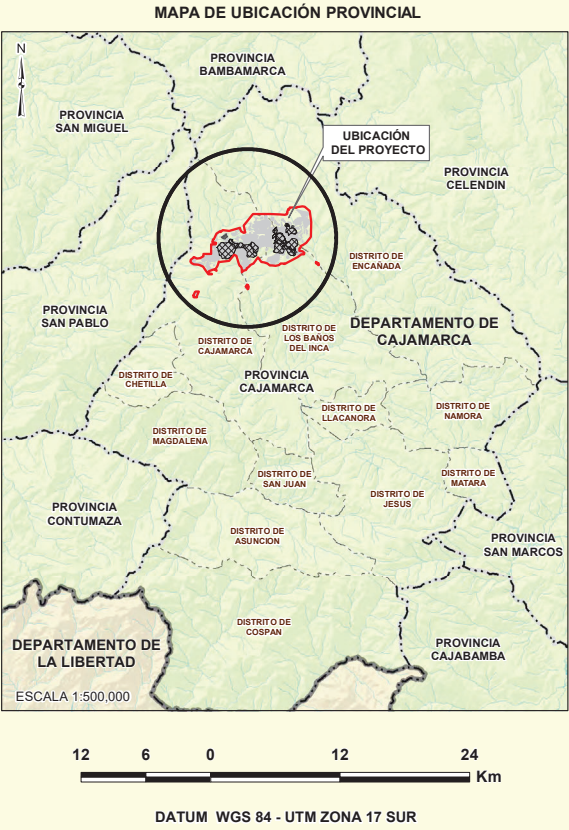 MAPA DE UBICACIÓN PROVINCIAL
N
PROVINCIA
BAMBAMARCA
PROVINCIA
SAN MIGUEL
UBICACIÓN
DEL PROYECTO
PROVINCIA
CELENDIN
DISTRITO DE
ENCAÑADA
PROVINCIA
SAN PABLO
DISTRITO DE
CAJAMARCA
DISTRITO DE
LOS BAÑOS
DEL INCA
DEPARTAMENTO DE
CAJAMARCA
DISTRITO DE
CHETILLA
PROVINCIA
CAJAMARCA
DISTRITO DE
LLACANORA
DISTRITO DE
NAMORA
DISTRITO DE
MAGDALENA
DISTRITO DE
SAN JUAN
DISTRITO DE
MATARA
DISTRITO DE
JESUS
PROVINCIA
CONTUMAZA
DISTRITO DE
ASUNCION
PROVINCIA
SAN MARCOS
DISTRITO DE
COSPAN
DEPARTAMENTO DE
LA LIBERTAD
PROVINCIA
CAJABAMBA
ESCALA 1:500,000
12 6 0 12 24
Km
DATUM WGS 84 - UTM ZONA 17 SUR